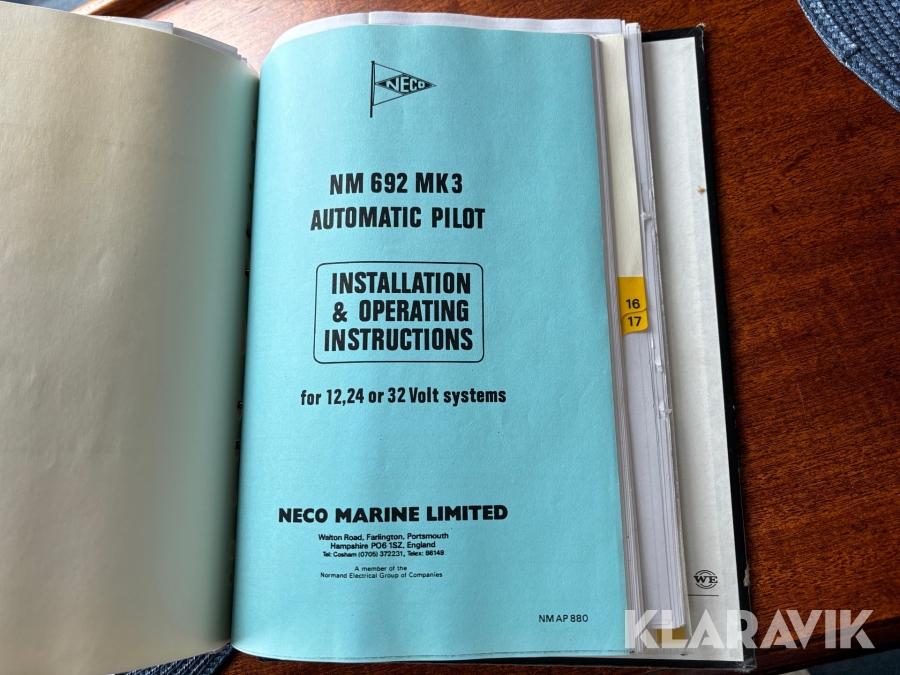 NECO
NM 692 MK3
AUTOMATIC PILOT
INSTALLATION
& OPERATING
INSTRUCTIONS
for 12,24 or 32 Volt systems
NECO MARINE LIMITED
Walton Road, Farlington, Portsmouth
Hampshire PO6 1SZ, England
Tel: Cosham (0705) 372231, Telex: 86149
A member of the
Normand Electrical Group of Companies
NM AP 880
16
17
WE
KLARAVIK